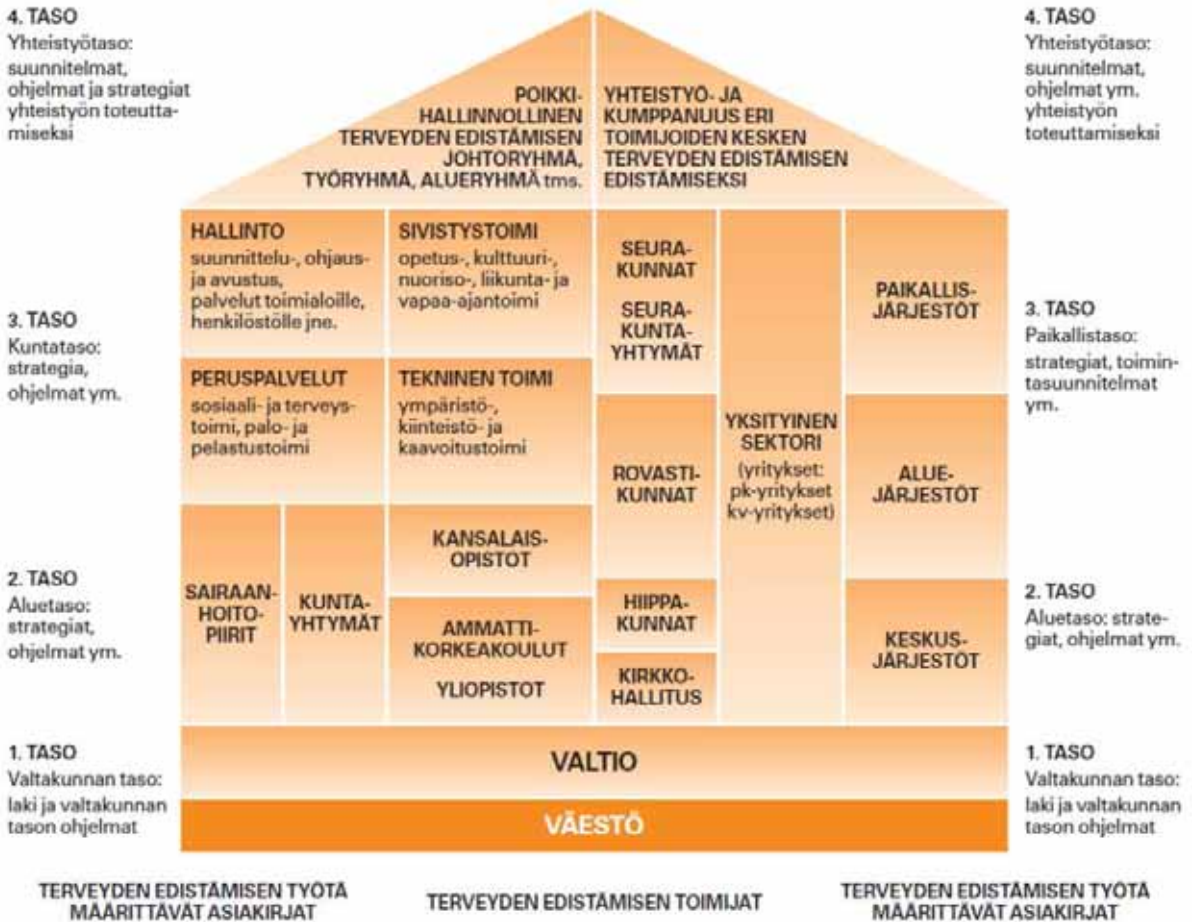 4. TASO
Yhteistyötaso:
suunnitelmat,
ohjelmat ja strategiat
yhteistyön toteutta-
miseksi
POIKKI-
HALLINNOLLINEN
TERVEYDEN EDISTÄMISEN
JOHTORYHMÄ,
TYÖRYHMÄ, ALUERYHMÄ tms.
YHTEISTYÖ- JA
KUMPPANUUS ERI
TOIMIJOIDEN KESKEN
TERVEYDEN EDISTÄMISEN
EDISTÄMISEKSI
4. TASO
Yhteistyötaso:
suunnitelmat,
ohjelmat ym.
yhteistyön
toteuttamiseksi
3. TASO
Kuntataso:
strategia,
ohjelmat ym.
HALLINTO
suunnittelu-, ohjaus-
ja avustus,
palvelut toimialoille,
henkilöstölle jne.
SIVISTYSTOIMI
opetus-, kulttuuri-,
nuoriso-, liikunta- ja
vapaa-ajantoimi
PERUSPALVELUT
sosiaali- ja terveys-
toimi, palo- ja
pelastustoimi
TEKNINEN TOIMI
ympäristö-,
kiinteistö- ja
kaavoitustoimi
SEURA-
KUNNAT
SEURA-
KUNTA-
YHTYMÄT
ROVASTI-
KUNNAT
YKSITYINEN
SEKTORI
(yritykset:
pk-yritykset
kv-yritykset)
PAIKALLIS-
JÄRJESTÖT
ALUE-
JÄRJESTÖT
3. TASO
Paikallistaso:
strategiat, toimin-
tasuunnitelmat
ym.
2. TASO
Aluetaso:
strategiat,
ohjelmat ym.
SAIRAAN-
HOITO-
PIIRIT
KUNTA-
YHTYMÄT
KANSALAIS-
OPISTOT
AMMATTI-
KORKEAKOULUT
YLIOPISTOT
HIIPPA-
KUNNAT
KIRKKO-
HALLITUS
KESKUS-
JÄRJESTÖT
2. TASO
Aluetaso: strate-
giat, ohjelmat ym.
1. TASO
Valtakunnan taso:
laki ja valtakunnan
tason ohjelmat
VALTIO
VÄESTÖ
1. TASO
Valtakunnan taso:
laki ja valtakunnan
tason ohjelmat
TERVEYDEN EDISTÄMISEN TYÖTÄ
MÄÄRITTÄVÄT ASIAKIRJAT
TERVEYDEN EDISTÄMISEN TOIMIJAT
TERVEYDEN EDISTÄMISEN TYÖTÄ
MÄÄRITTÄVÄT ASIAKIRJAT